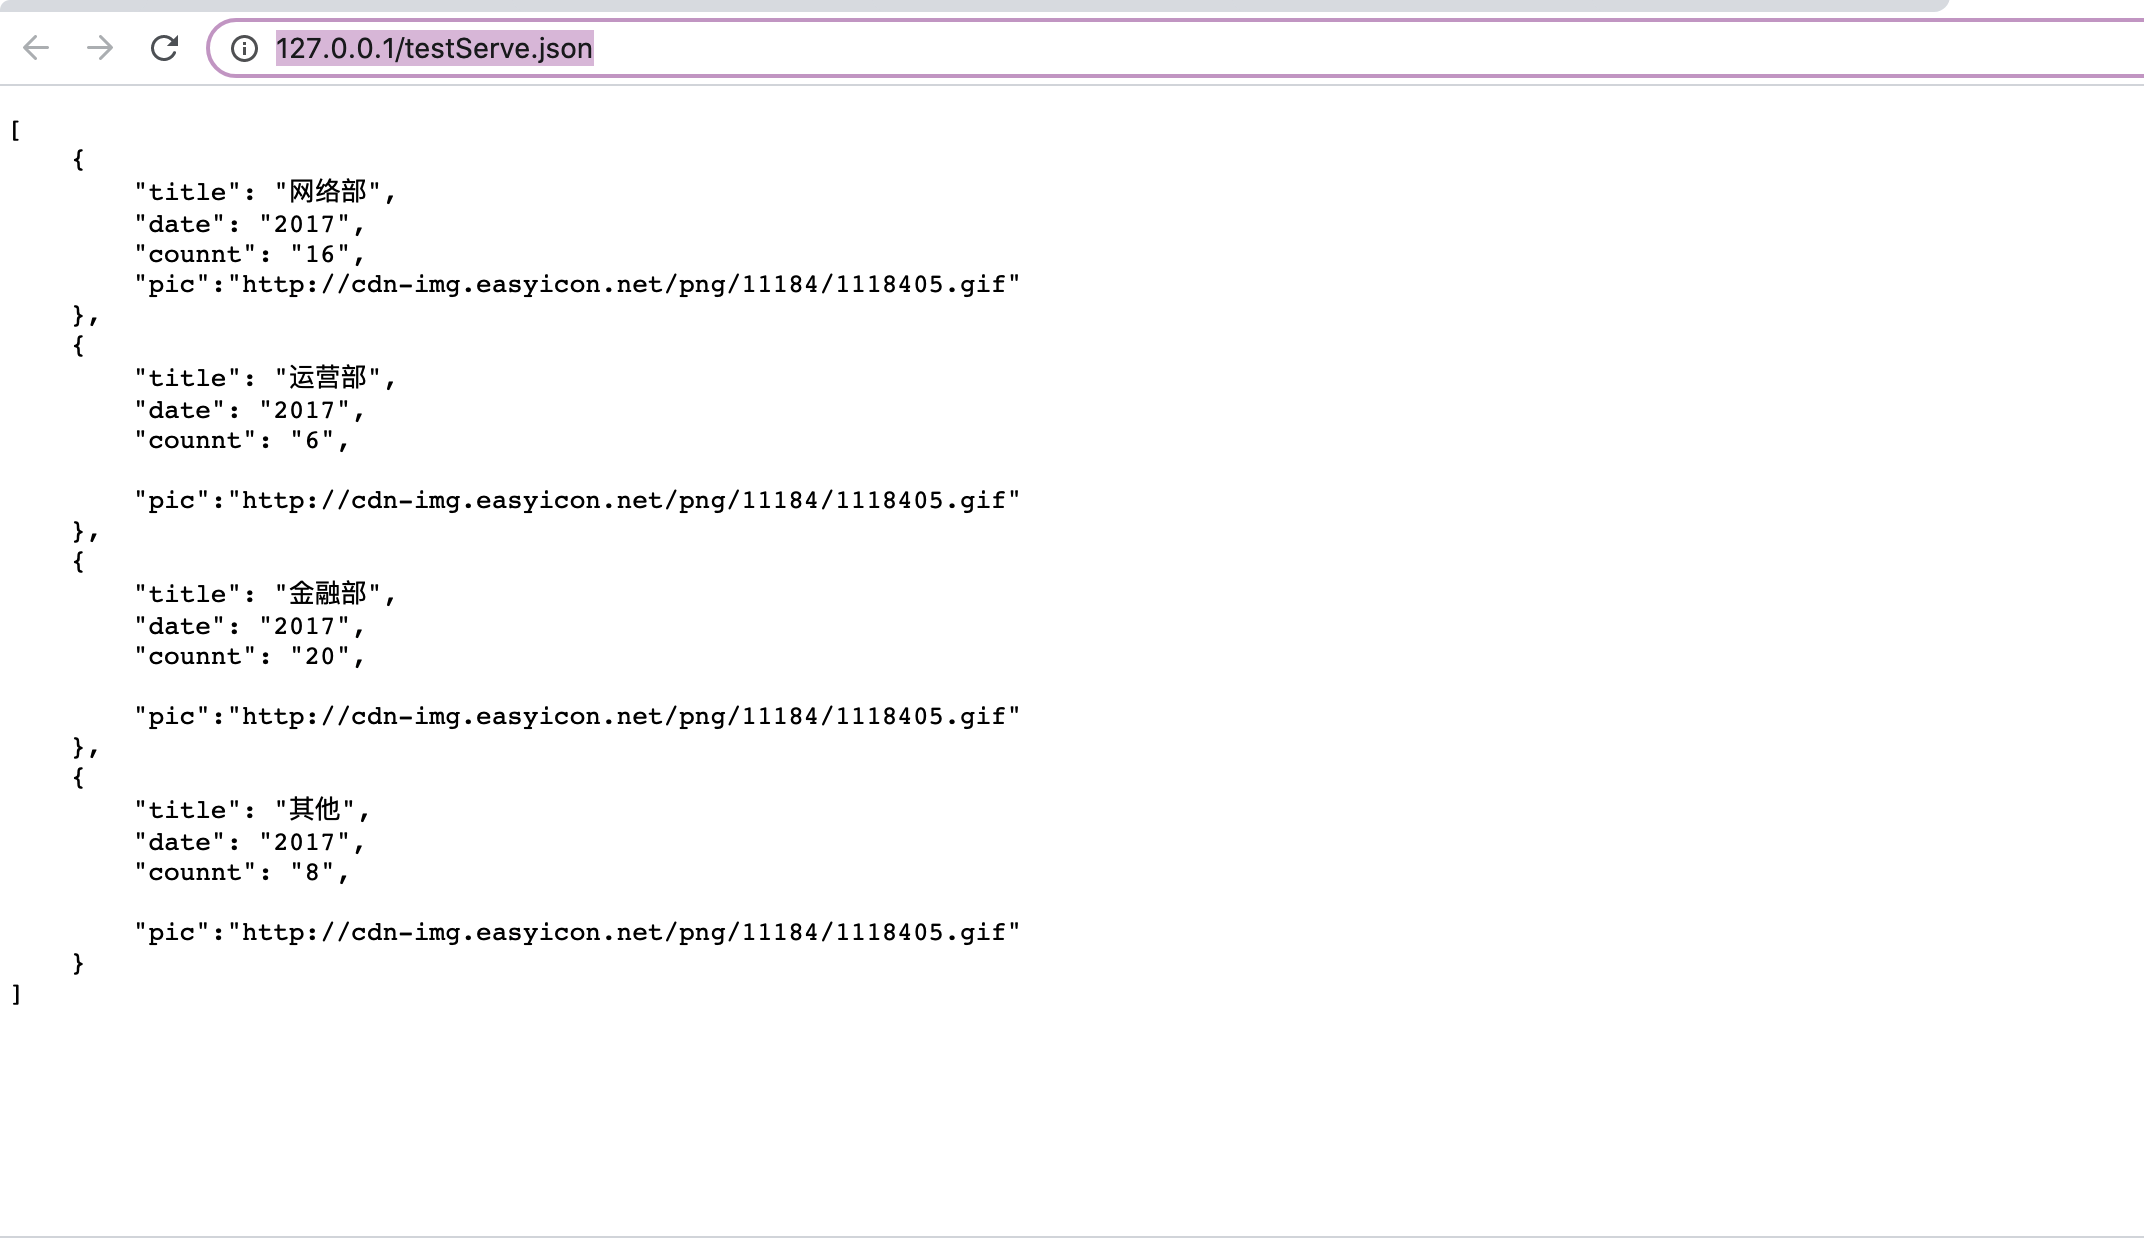 127.0.0.1/testServe.json
[
    {
        "title": "网络部",
        "date": "2017",
        "counnt": "16",
        "pic":"http://cdn-img.easyicon.net/png/11184/1118405.gif"
    },
    {
        "title": "运营部",
        "date": "2017",
        "counnt": "6",

        "pic":"http://cdn-img.easyicon.net/png/11184/1118405.gif"
    },
    {
        "title": "金融部",
        "date": "2017",
        "counnt": "20",

        "pic":"http://cdn-img.easyicon.net/png/11184/1118405.gif"
    },
    {
        "title": "其他",
        "date": "2017",
        "counnt": "8",

        "pic":"http://cdn-img.easyicon.net/png/11184/1118405.gif"
    }
]